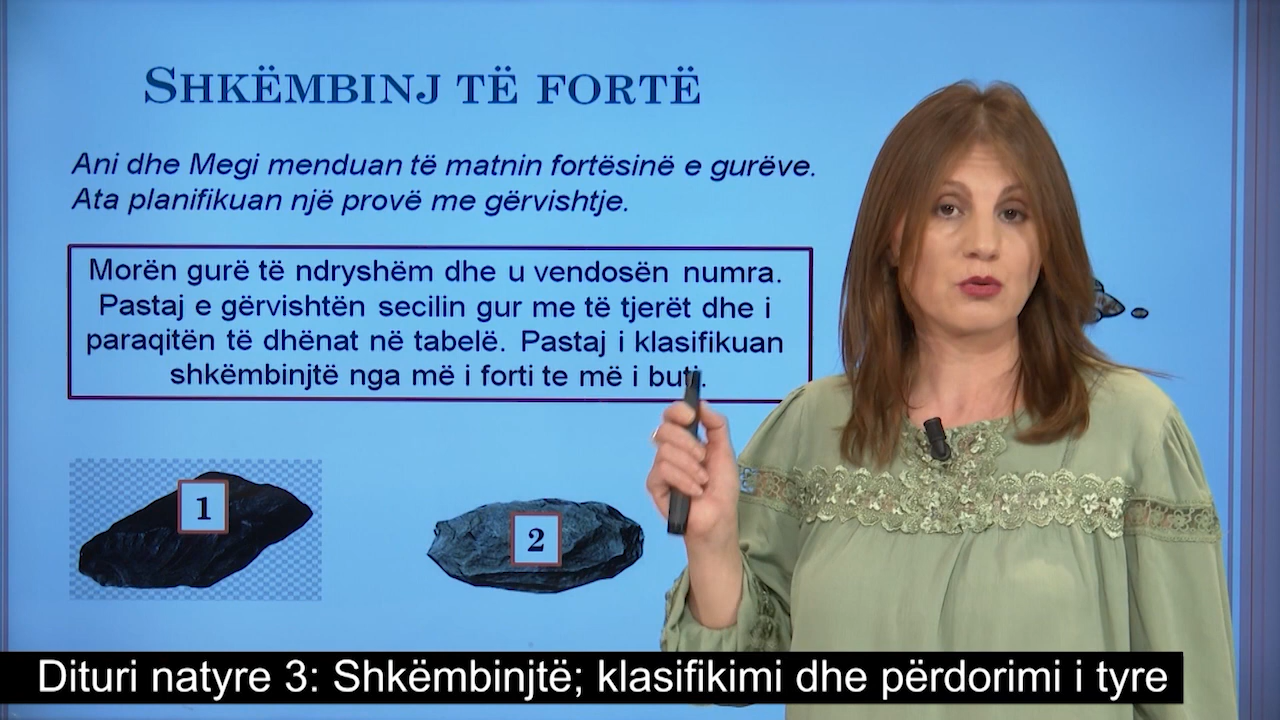 SHKËMBINJ TË FORTË
Ani dhe Megi menduan të matnin fortësinë e gurëve.
Ata planifikuan një provë me gërvishtje.
Morën gurë të ndryshëm dhe u vendosën numra.
Pastaj e gërvishtën secilin gur me të tjerët dhe i
paraqitën të dhënat në tabelë. Pastaj i klasifikuan
shkëmbinjtë nga më i forti te më i buti.
1
2
Dituri natyre 3: Shkëmbinjtë; klasifikimi dhe përdorimi i tyre